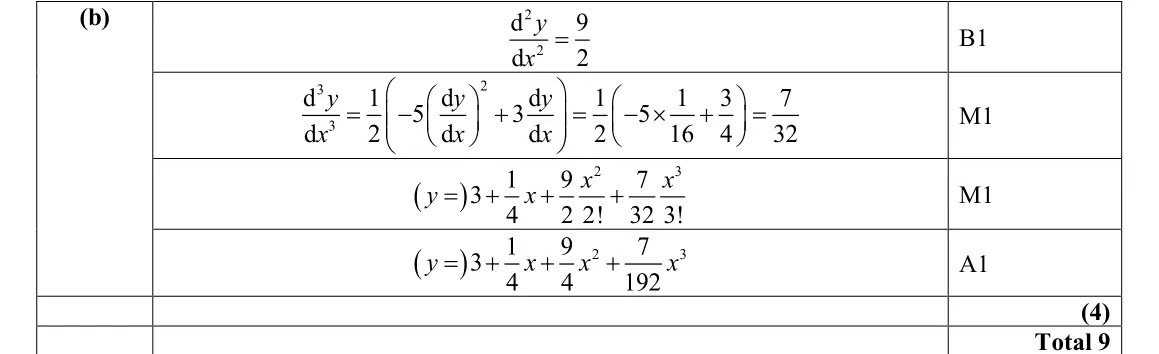 (b) d²y/dx² = 9/2 B1
d³y/dx³ = 1/2(−5(dy/dx)² + 3 dy/dx) = 1/2(−5 × 1/16 + 3/4) = 7/32 M1
(y =)3 + 1/4 x + 9/2 x²/2! + 7/32 x³/3! M1
(y =)3 + 1/4 x + 9/4 x² + 7/192 x³ A1
(4)
Total 9